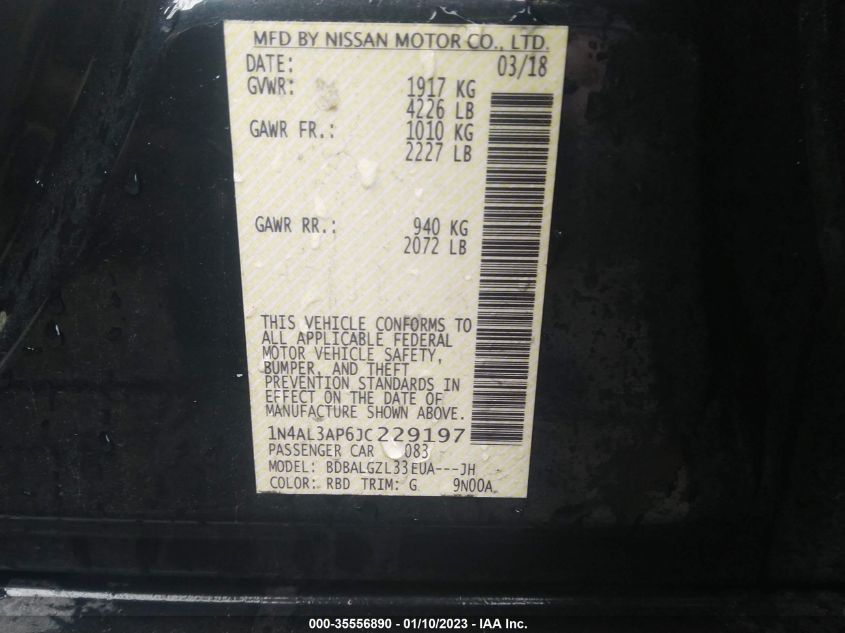 MFD BY NISSAN MOTOR CO., LTD.
DATE: 03/18
GVWR: 1917 KG
4226 LB
GAWR FR.: 1010 KG
2227 LB
GAWR RR.: 940 KG
2072 LB
THIS VEHICLE CONFORMS TO
ALL APPLICABLE FEDERAL
MOTOR VEHICLE SAFETY,
BUMPER, AND THEFT
PREVENTION STANDARDS IN
EFFECT ON THE DATE OF
MANUFACTURE SHOWN ABOVE.
1N4AL3AP6JC229197
PASSENGER CAR 083
MODEL: BDBALGZL33EUA---JH
COLOR: RBD TRIM: G 9N00A
000-35556890 - 01/10/2023 - IAA Inc.